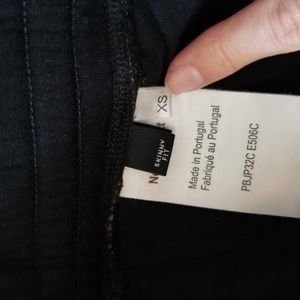 XS
SKINNY
FIT
Made in Portugal
Fabriqué au Portugal
PBJP32C E506C